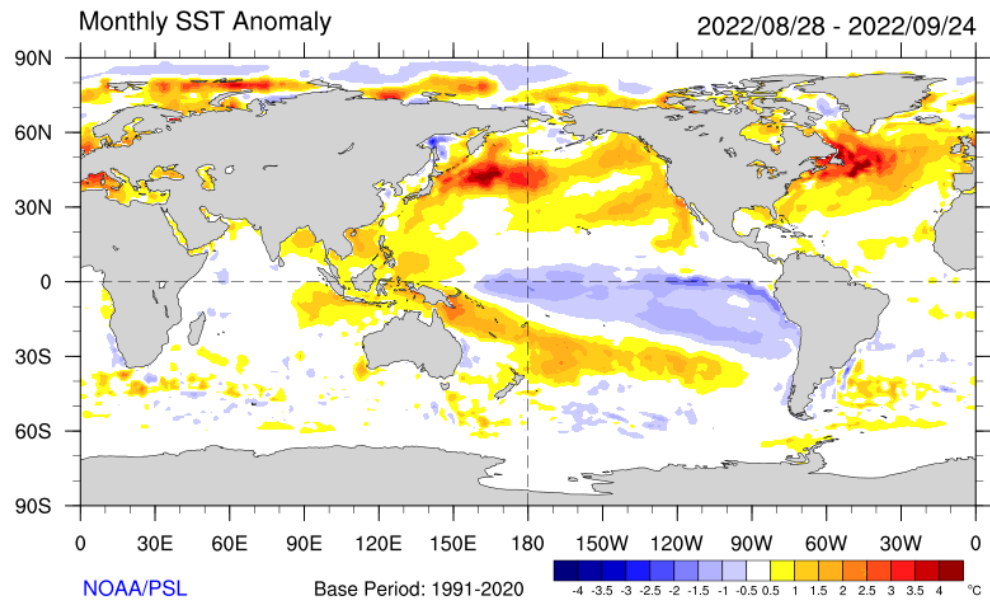 Monthly SST Anomaly 2022/08/28 - 2022/09/24
90N
60N
30N
0
30S
60S
90S
0 30E 60E 90E 120E 150E 180 150W 120W 90W 60W 30W 0
NOAA/PSL Base Period: 1991-2020
-4 -3.5 -3 -2.5 -2 -1.5 -1 -0.5 0.5 1 1.5 2 2.5 3 3.5 4 °C